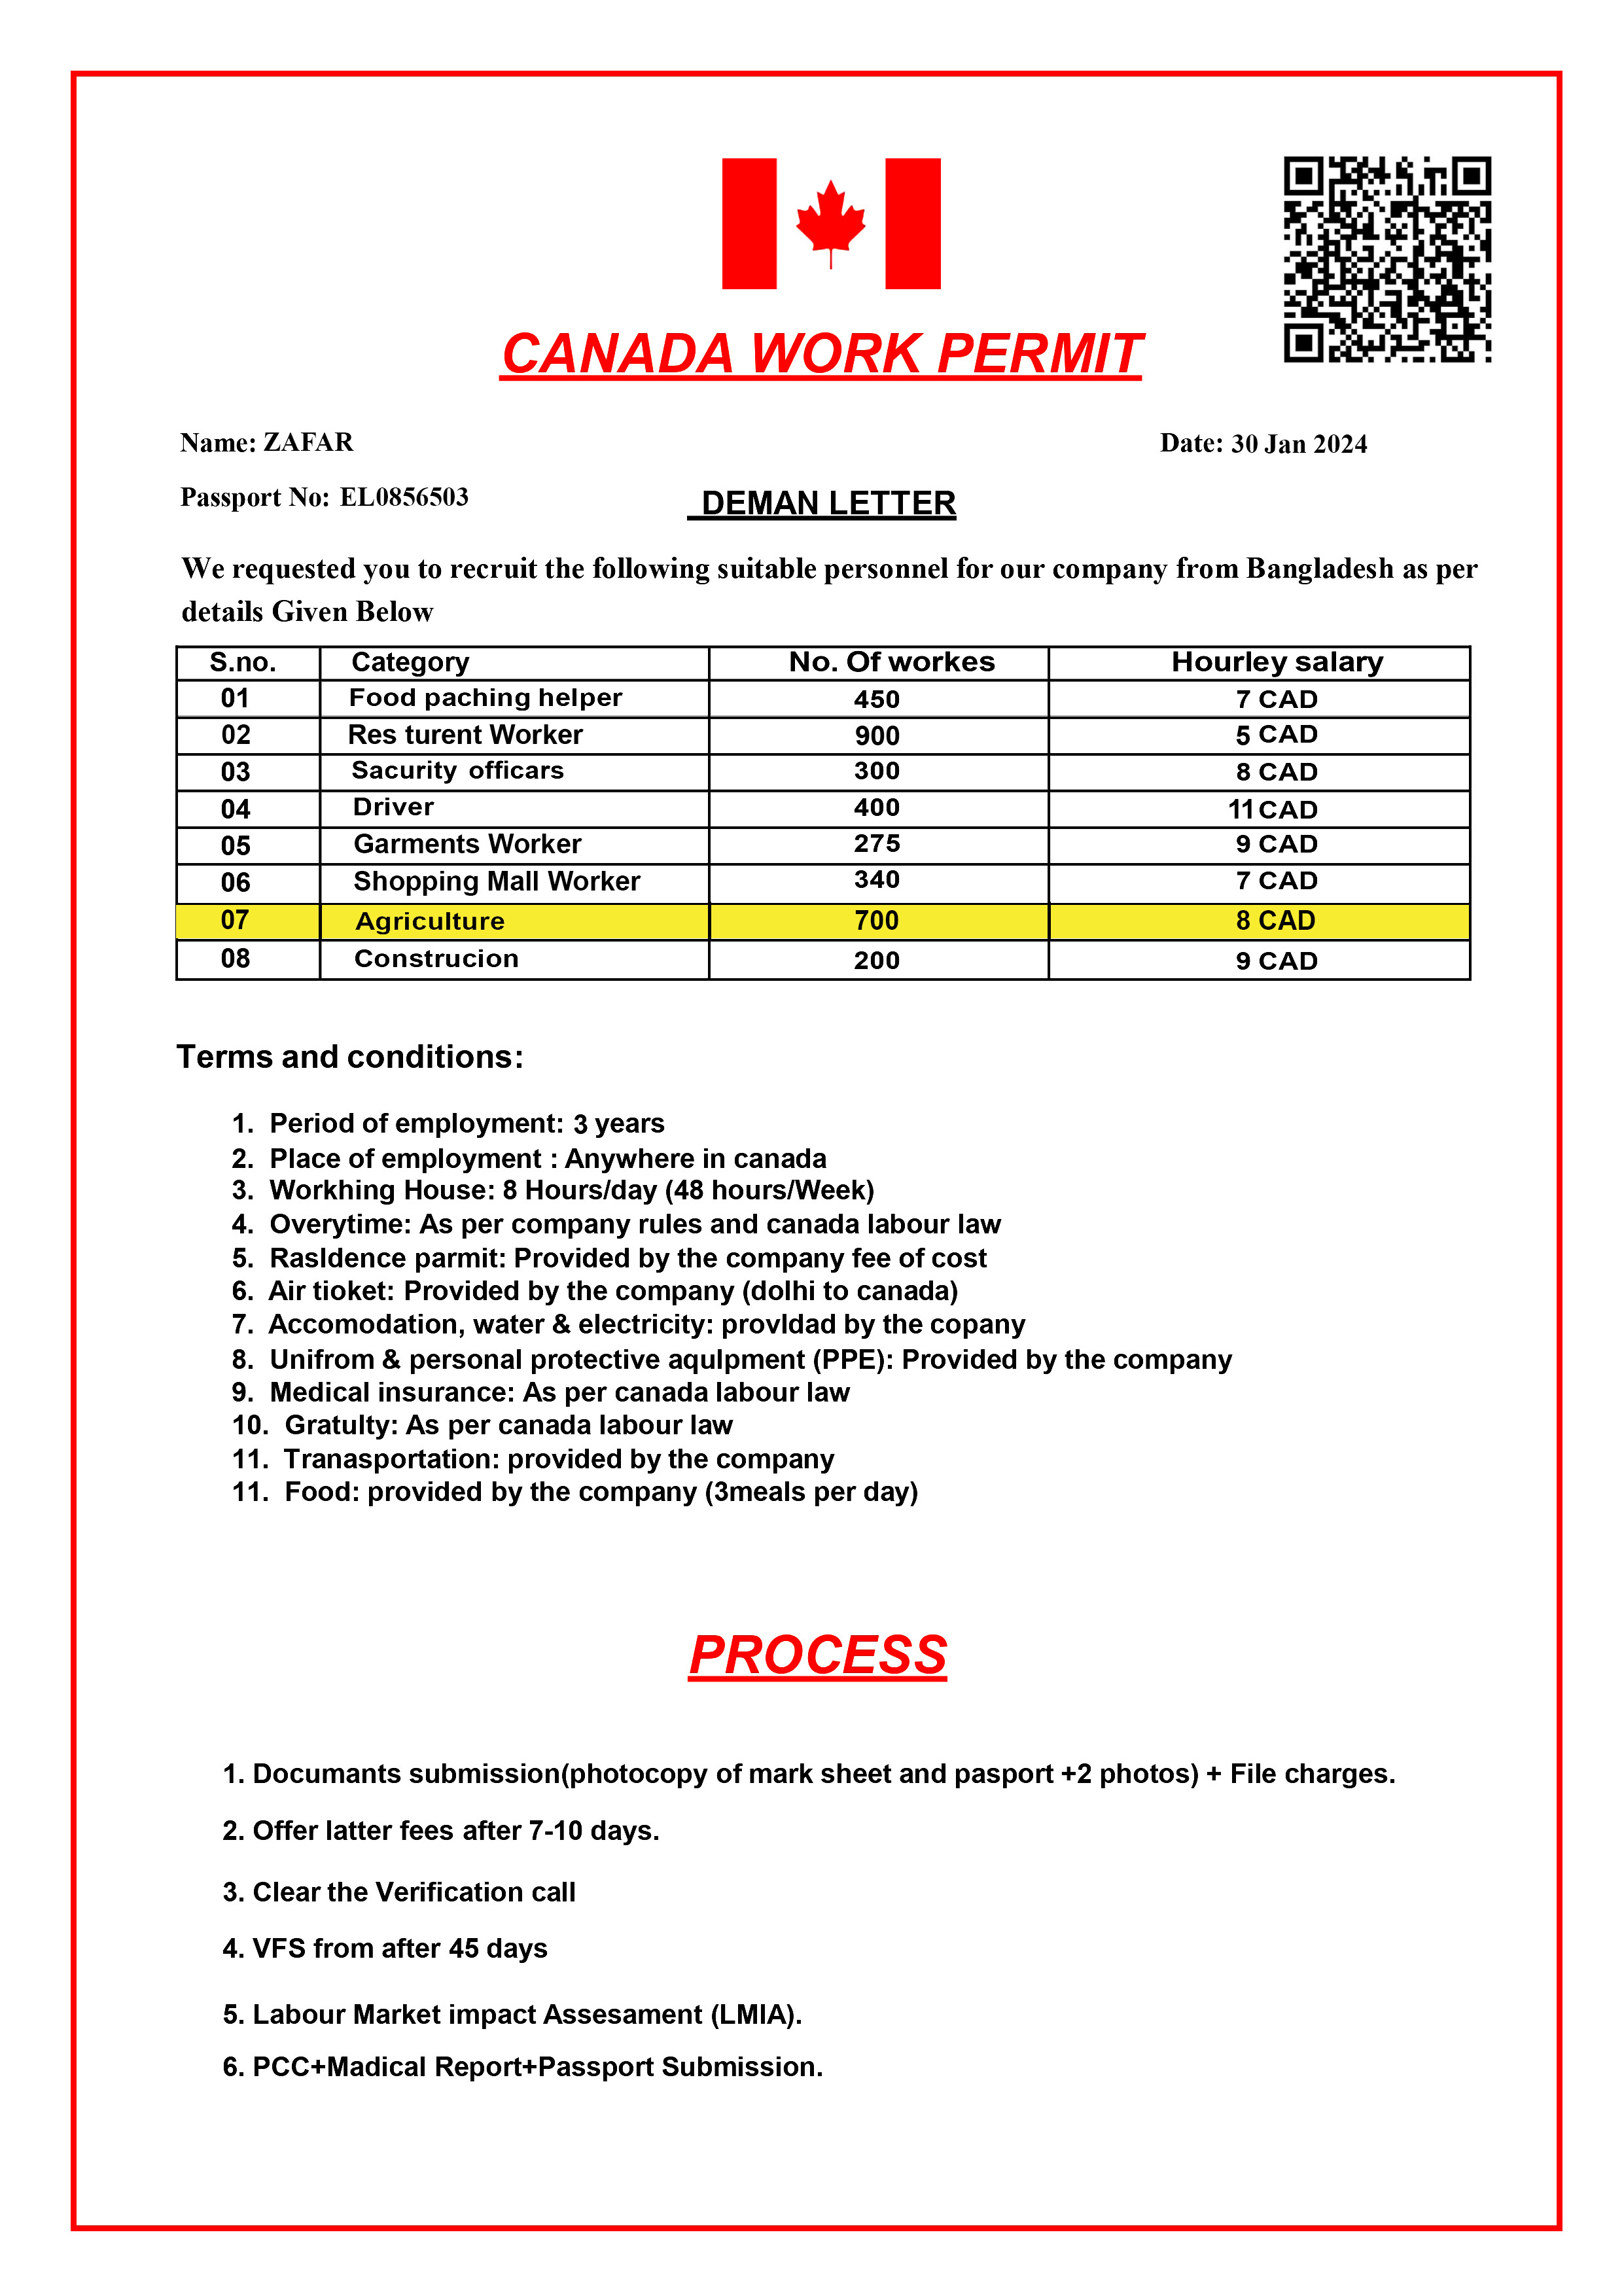 CANADA WORK PERMIT
Name: ZAFAR
Date: 30 Jan 2024
Passport No: EL0856503
DEMAN LETTER
We requested you to recruit the following suitable personnel for our company from Bangladesh as per
details Given Below
S.no. Category No. Of workes Hourley salary
01 Food paching helper 450 7 CAD
02 Res turent Worker 900 5 CAD
03 Sacurity officars 300 8 CAD
04 Driver 400 11 CAD
05 Garments Worker 275 9 CAD
06 Shopping Mall Worker 340 7 CAD
07 Agriculture 700 8 CAD
08 Construcion 200 9 CAD
Terms and conditions:
1. Period of employment: 3 years
2. Place of employment : Anywhere in canada
3. Workhing House: 8 Hours/day (48 hours/Week)
4. Overytime: As per company rules and canada labour law
5. Rasldence parmit: Provided by the company fee of cost
6. Air tioket: Provided by the company (dolhi to canada)
7. Accomodation, water & electricity: provldad by the copany
8. Unifrom & personal protective aqulpment (PPE): Provided by the company
9. Medical insurance: As per canada labour law
10. Gratulty: As per canada labour law
11. Tranasportation: provided by the company
11. Food: provided by the company (3meals per day)
PROCESS
1. Documants submission(photocopy of mark sheet and pasport +2 photos) + File charges.
2. Offer latter fees after 7-10 days.
3. Clear the Verification call
4. VFS from after 45 days
5. Labour Market impact Assesament (LMIA).
6. PCC+Madical Report+Passport Submission.